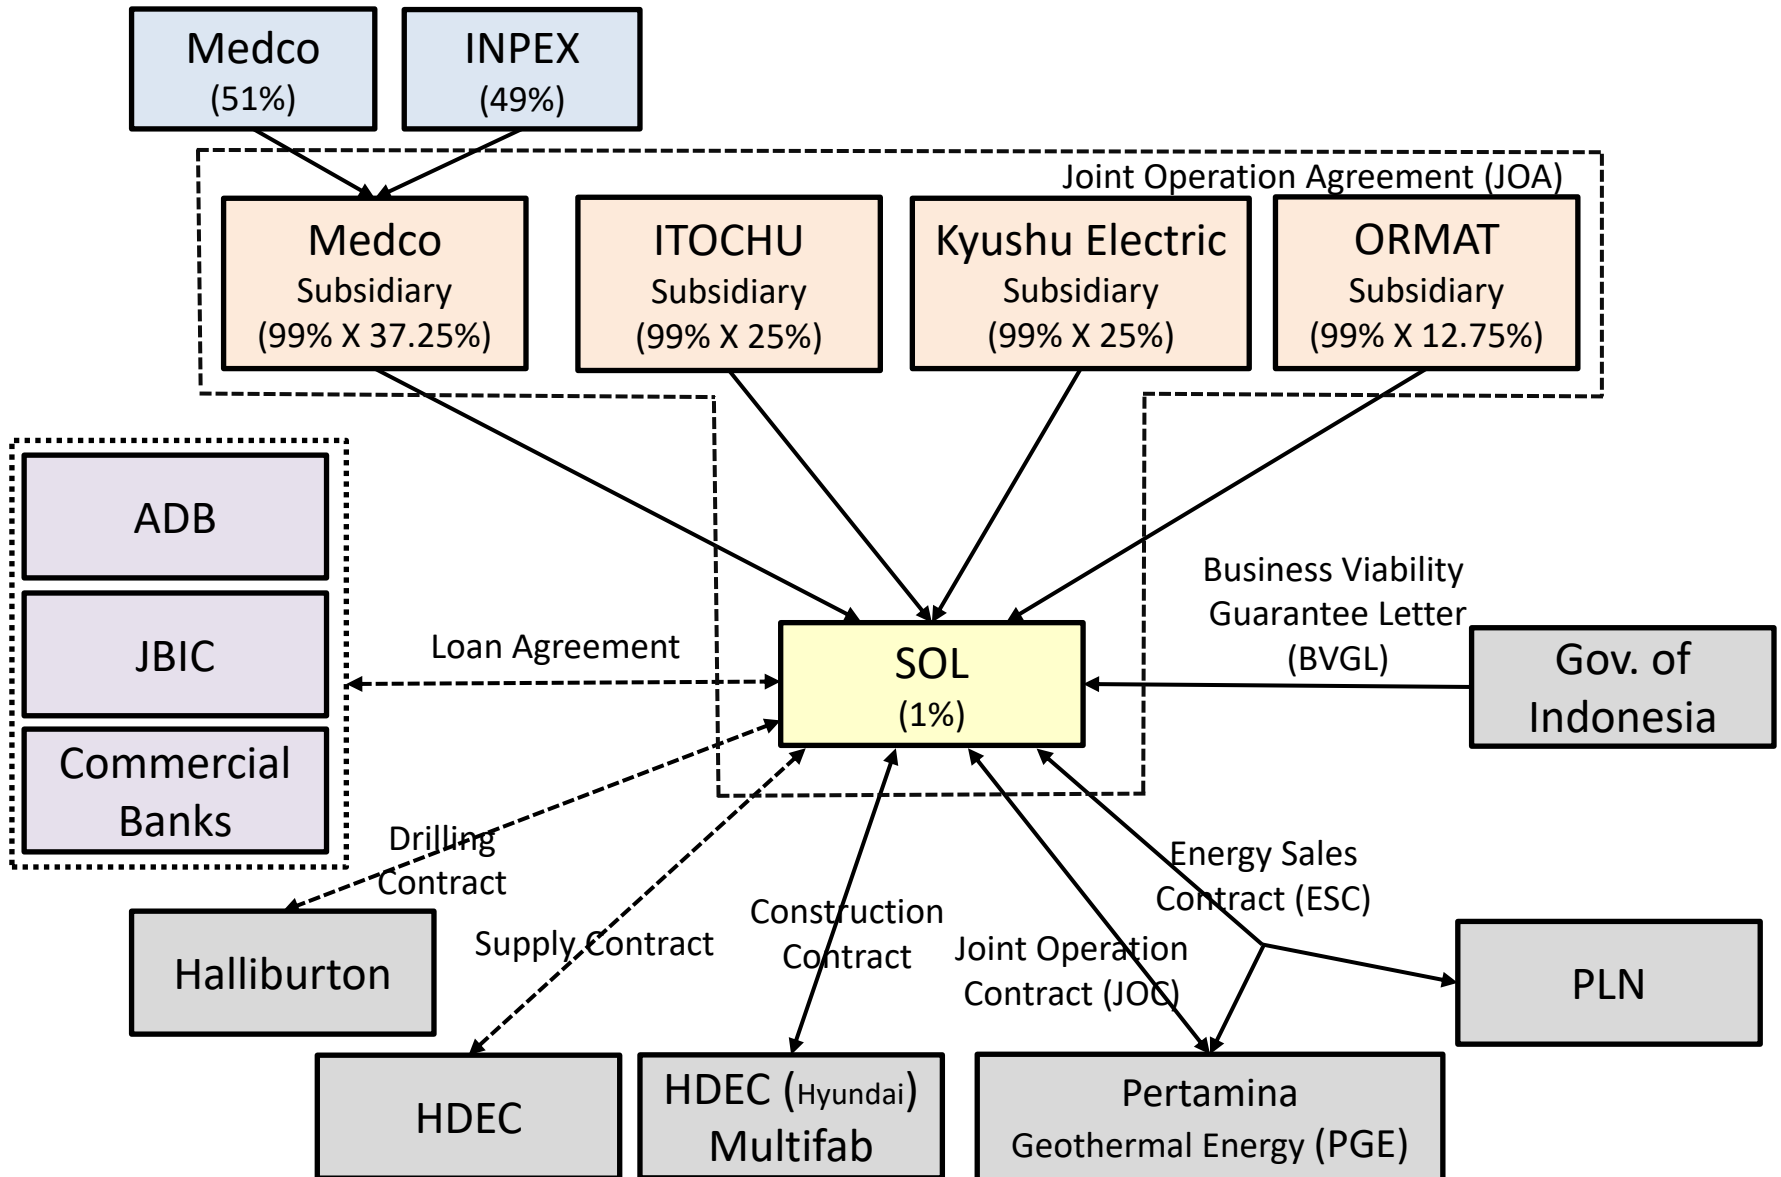 Medco
(51%)
INPEX
(49%)
Joint Operation Agreement (JOA)
Medco
Subsidiary
(99% X 37.25%)
ITOCHU
Subsidiary
(99% X 25%)
Kyushu Electric
Subsidiary
(99% X 25%)
ORMAT
Subsidiary
(99% X 12.75%)
ADB
JBIC
Commercial
Banks
Loan Agreement
SOL
(1%)
Business Viability
Guarantee Letter
(BVGL)
Gov. of
Indonesia
Drilling
Contract
Halliburton
Supply Contract
HDEC
Construction
Contract
HDEC (Hyundai)
Multifab
Joint Operation
Contract (JOC)
Energy Sales
Contract (ESC)
Pertamina
Geothermal Energy (PGE)
PLN